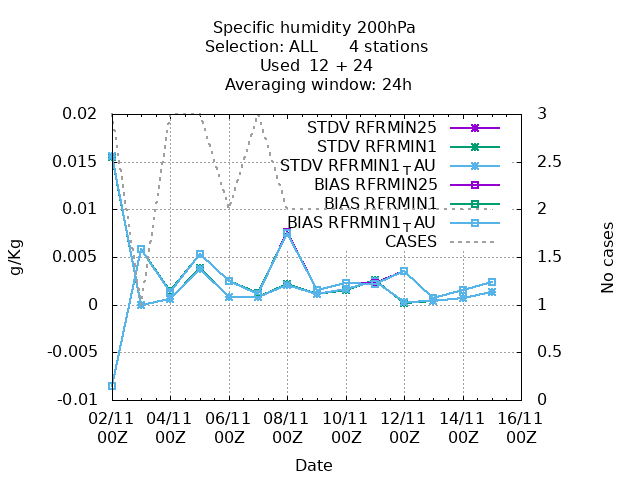 Specific humidity 200hPa
Selection: ALL      4 stations
Used  12 + 24
Averaging window: 24h
STDV RFRMIN25
STDV RFRMIN1
STDV RFRMIN1_TAU
BIAS RFRMIN25
BIAS RFRMIN1
BIAS RFRMIN1_TAU
CASES
0.02
0.015
0.01
0.005
0
-0.005
-0.01
g/Kg
3
2.5
2
1.5
1
0.5
0
No cases
02/11 04/11 06/11 08/11 10/11 12/11 14/11 16/11
00Z 00Z 00Z 00Z 00Z 00Z 00Z 00Z
Date